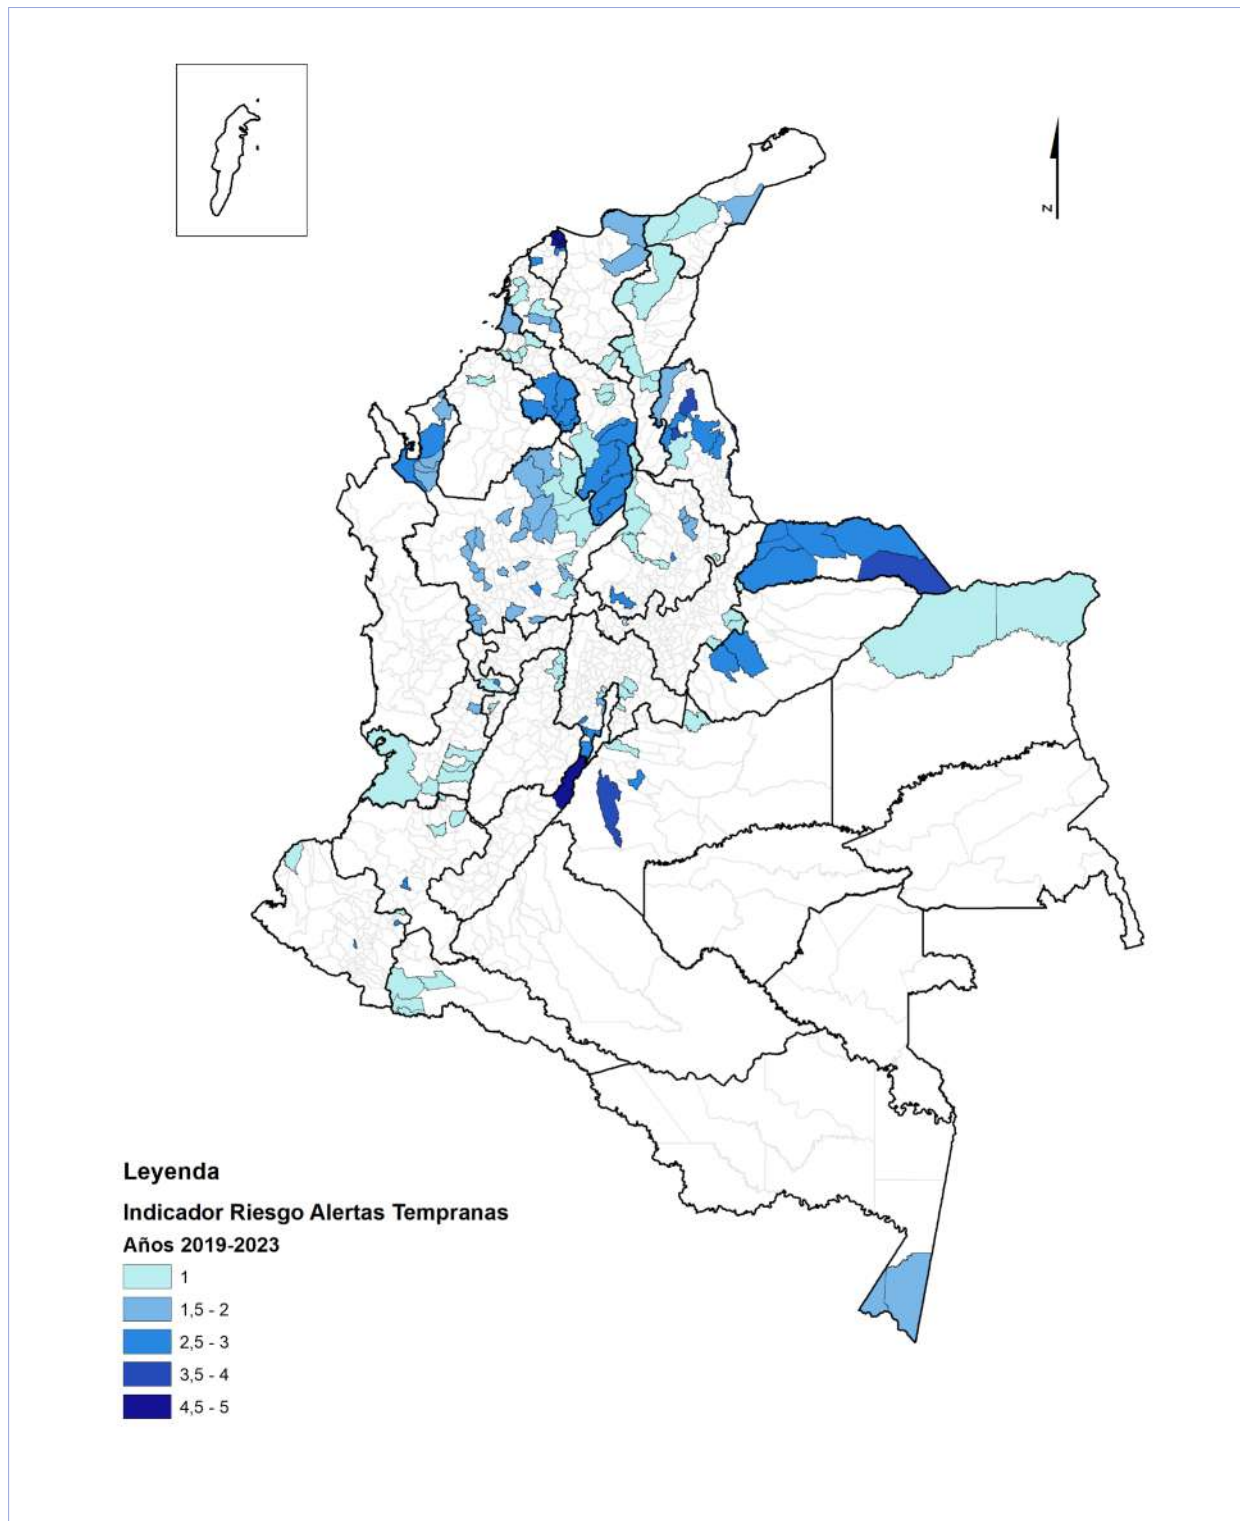 N
Leyenda
Indicador Riesgo Alertas Tempranas
Años 2019-2023
1
1,5 - 2
2,5 - 3
3,5 - 4
4,5 - 5